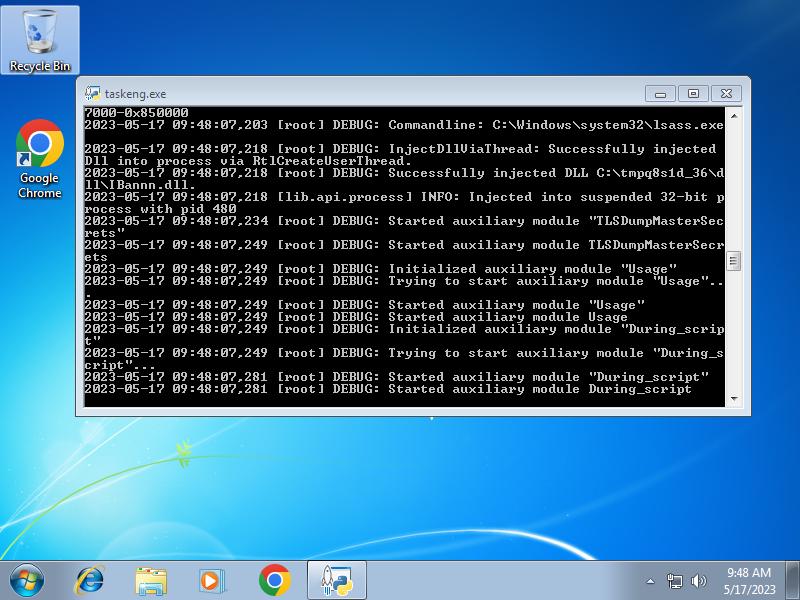 Recycle Bin
Google
Chrome
taskeng.exe
7000-0x850000
2023-05-17 09:48:07,203 [root] DEBUG: Commandline: C:\Windows\system32\lsass.exe
2023-05-17 09:48:07,218 [root] DEBUG: InjectDllViaThread: Successfully injected
Dll into process via RtlCreateUserThread.
2023-05-17 09:48:07,218 [root] DEBUG: Successfully injected DLL C:\tmpq8s1d_36\d
ll\IBannn.dll.
2023-05-17 09:48:07,218 [lib.api.process] INFO: Injected into suspended 32-bit p
rocess with pid 480
2023-05-17 09:48:07,234 [root] DEBUG: Started auxiliary module "TLSDumpMasterSec
rets"
2023-05-17 09:48:07,249 [root] DEBUG: Started auxiliary module TLSDumpMasterSecr
ets
2023-05-17 09:48:07,249 [root] DEBUG: Initialized auxiliary module "Usage"
2023-05-17 09:48:07,249 [root] DEBUG: Trying to start auxiliary module "Usage"..
.
2023-05-17 09:48:07,249 [root] DEBUG: Started auxiliary module "Usage"
2023-05-17 09:48:07,249 [root] DEBUG: Started auxiliary module Usage
2023-05-17 09:48:07,249 [root] DEBUG: Initialized auxiliary module "During_scrip
t"
2023-05-17 09:48:07,249 [root] DEBUG: Trying to start auxiliary module "During_s
cript"...
2023-05-17 09:48:07,281 [root] DEBUG: Started auxiliary module "During_script"
2023-05-17 09:48:07,281 [root] DEBUG: Started auxiliary module During_script
9:48 AM
5/17/2023